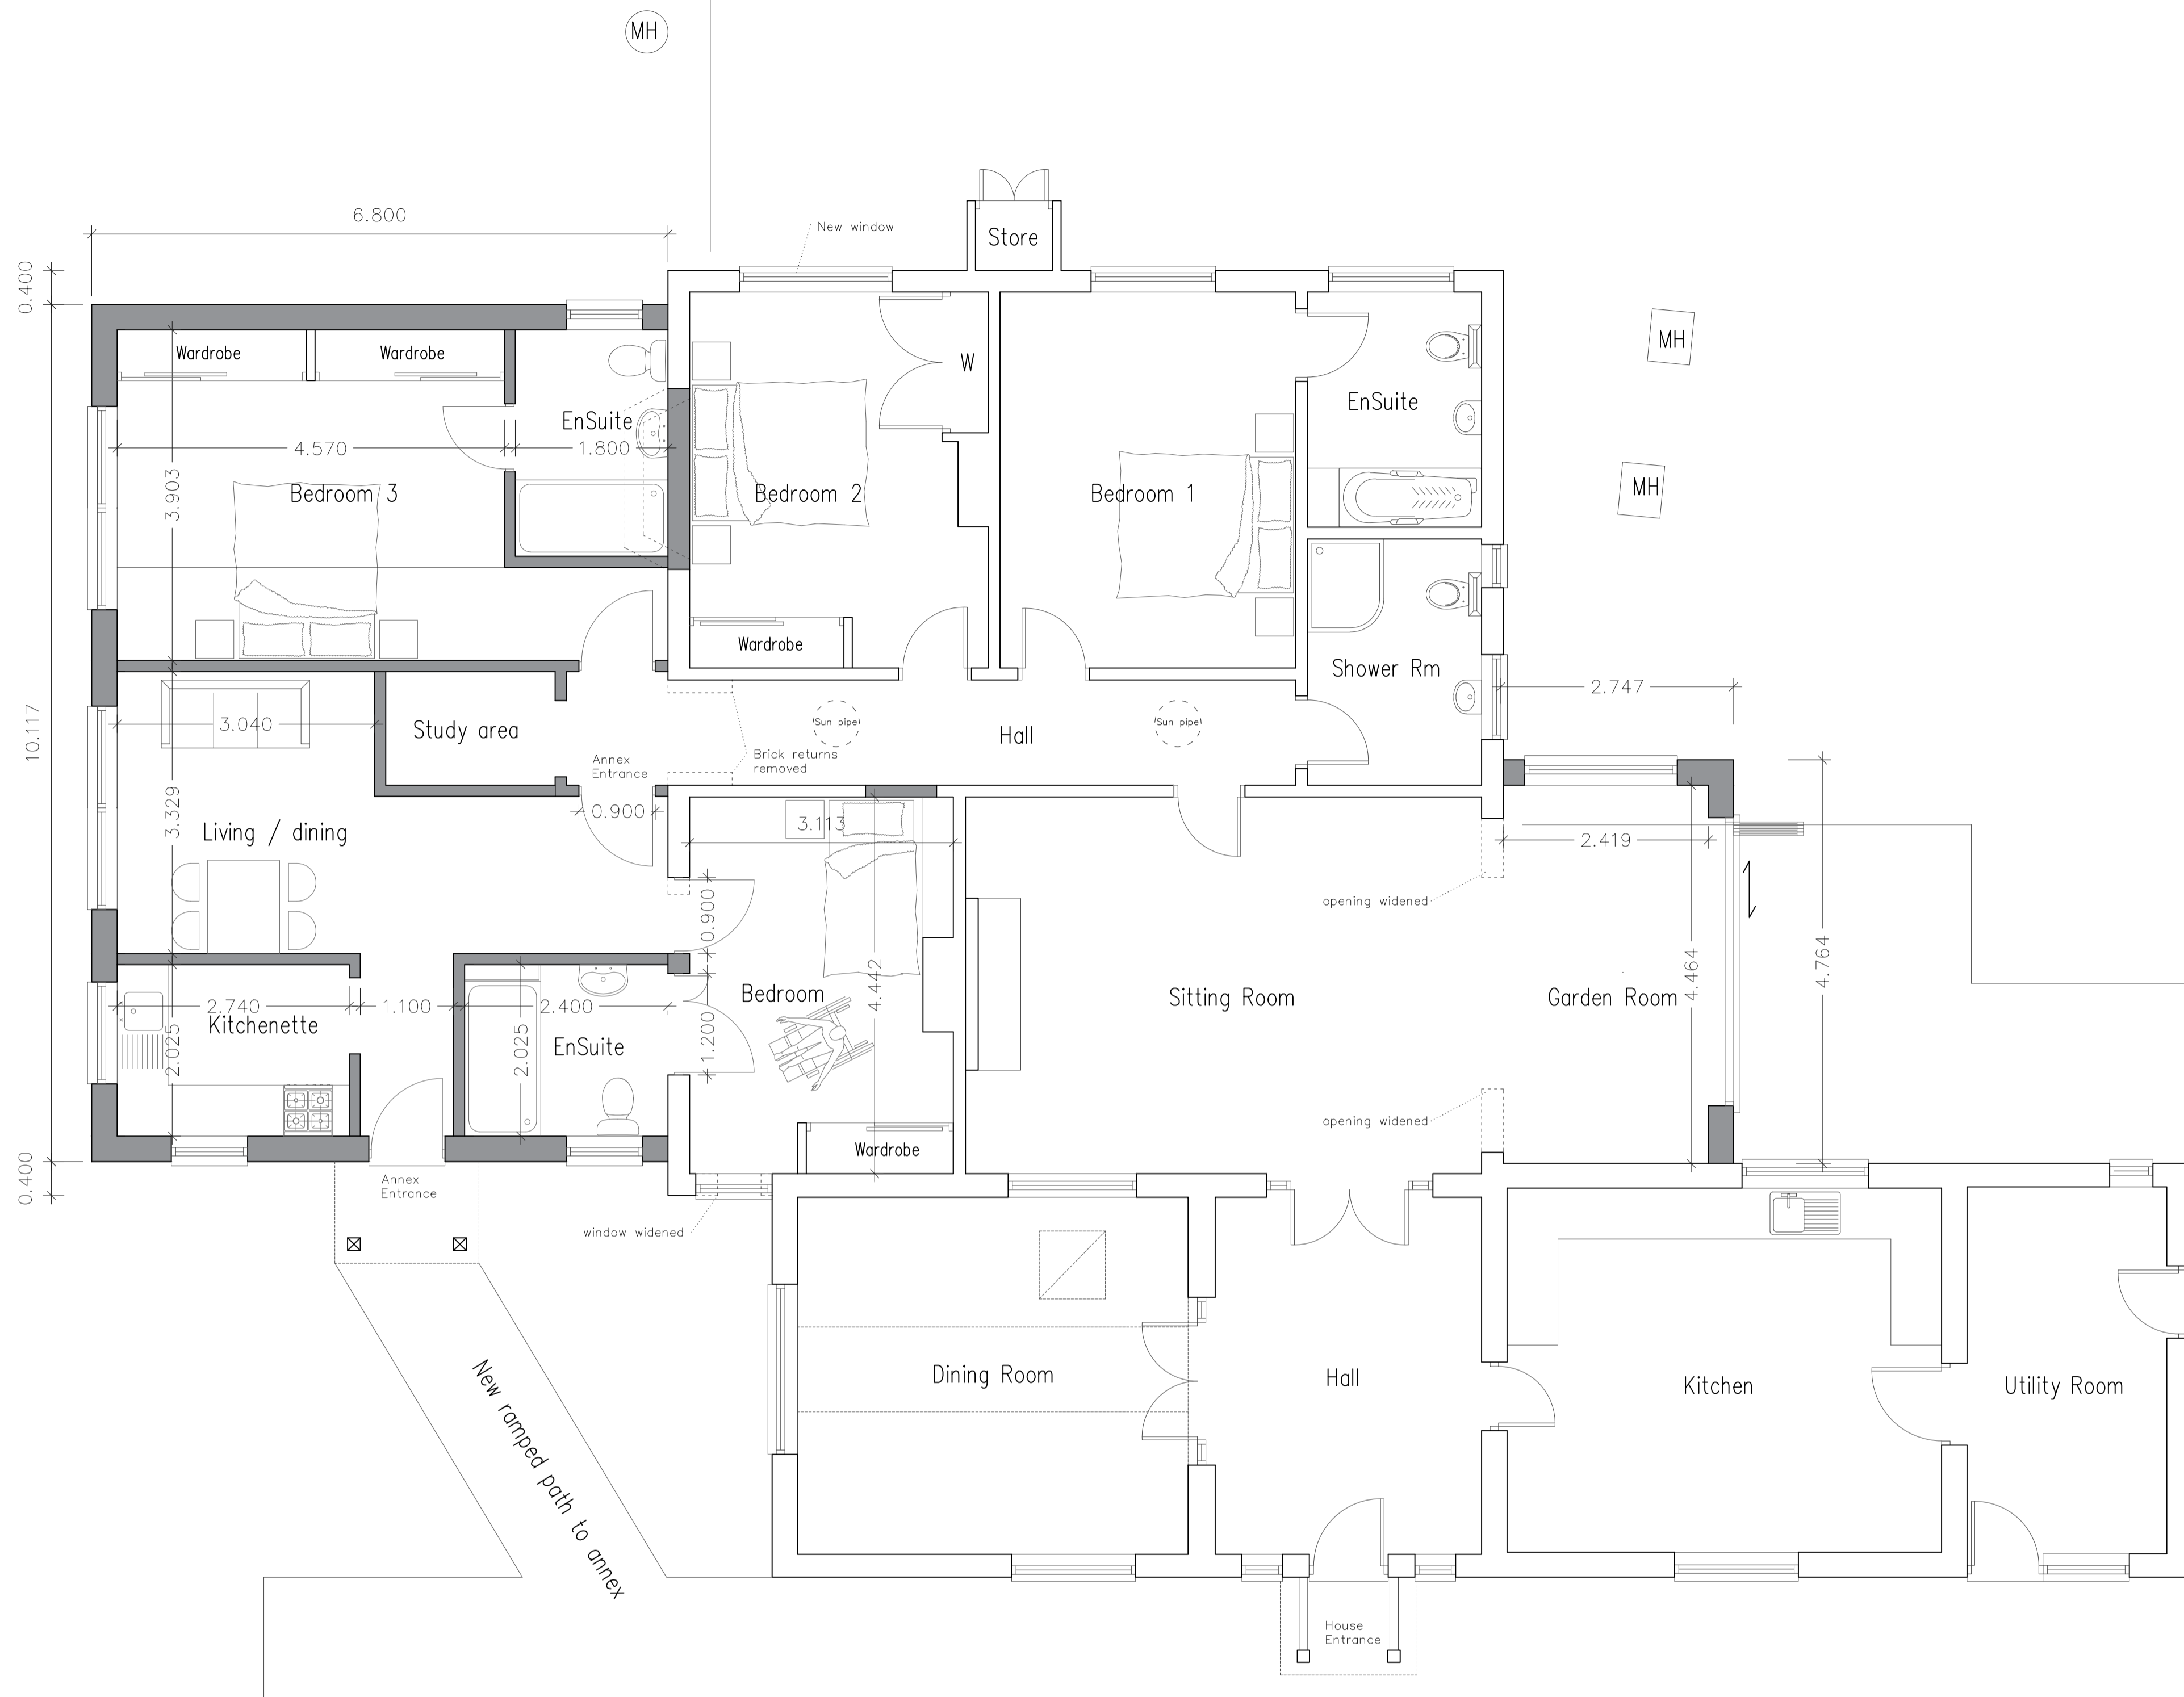 MH
6.800
New window
Store
0.400
Wardrobe
Wardrobe
MH
W
EnSuite
EnSuite
4.570
1.800
3.903
Bedroom 3
Bedroom 2
Bedroom 1
MH
Wardrobe
Shower Rm
2.747
10.117
3.040
Study area
Sun pipe
Sun pipe
Hall
Annex
Entrance
Brick returns
removed
0.900
3.329
Living / dining
3.113
2.419
opening widened
0.900
4.442
4.464
4.764
Bedroom
Sitting Room
Garden Room
2.740
1.100
2.400
Kitchenette
2.025
2.025
EnSuite
1.200
opening widened
Wardrobe
0.400
Annex
Entrance
window widened
Dining Room
Hall
Kitchen
Utility Room
New ramped path to annex
House
Entrance